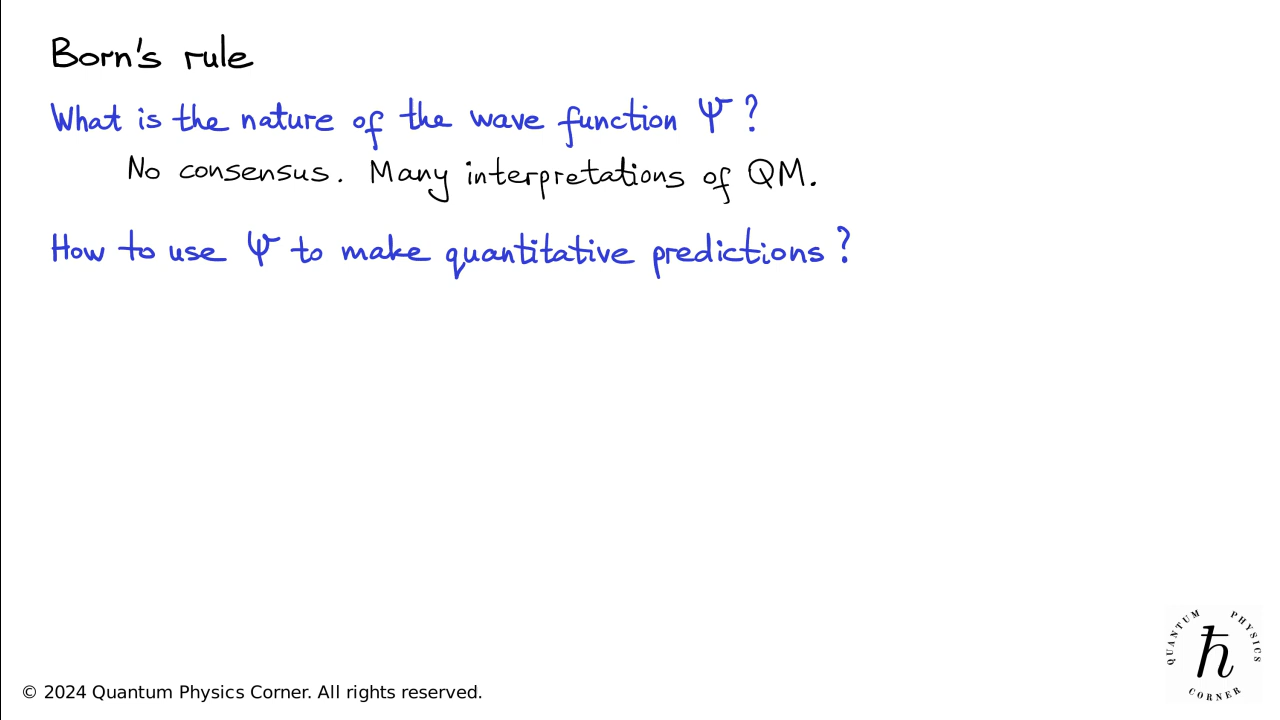 Born's rule
What is the nature of the wave function Ψ?
No consensus. Many interpretations of QM.
How to use Ψ to make quantitative predictions?
QUANTUM PHYSICS
ħ
CORNER
© 2024 Quantum Physics Corner. All rights reserved.